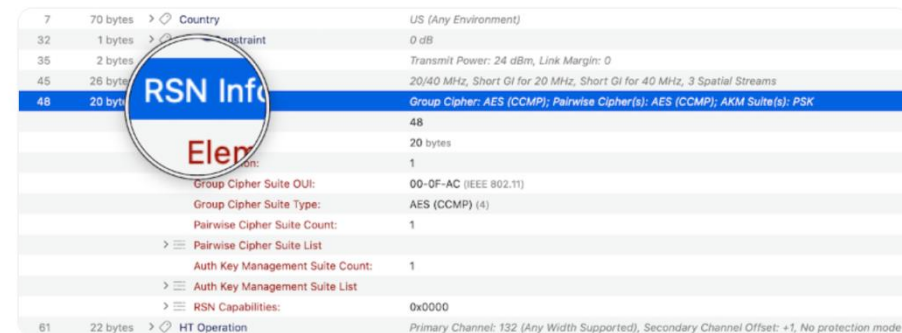 7 70 bytes Country US (Any Environment)
32 1 bytes onstraint 0 dB
35 2 bytes Transmit Power: 24 dBm, Link Margin: 0
45 26 byte 20/40 MHz, Short GI for 20 MHz, Short GI for 40 MHz, 3 Spatial Streams
48 20 byt RSN Info Group Cipher: AES (CCMP); Pairwise Cipher(s): AES (CCMP); AKM Suite(s): PSK
48
Elem 20 bytes
on: 1
Group Cipher Suite OUI: 00-0F-AC (IEEE 802.11)
Group Cipher Suite Type: AES (CCMP) (4)
Pairwise Cipher Suite Count: 1
Pairwise Cipher Suite List
Auth Key Management Suite Count: 1
Auth Key Management Suite List
RSN Capabilities: 0x0000
61 22 bytes HT Operation Primary Channel: 132 (Any Width Supported), Secondary Channel Offset: +1, No protection mode